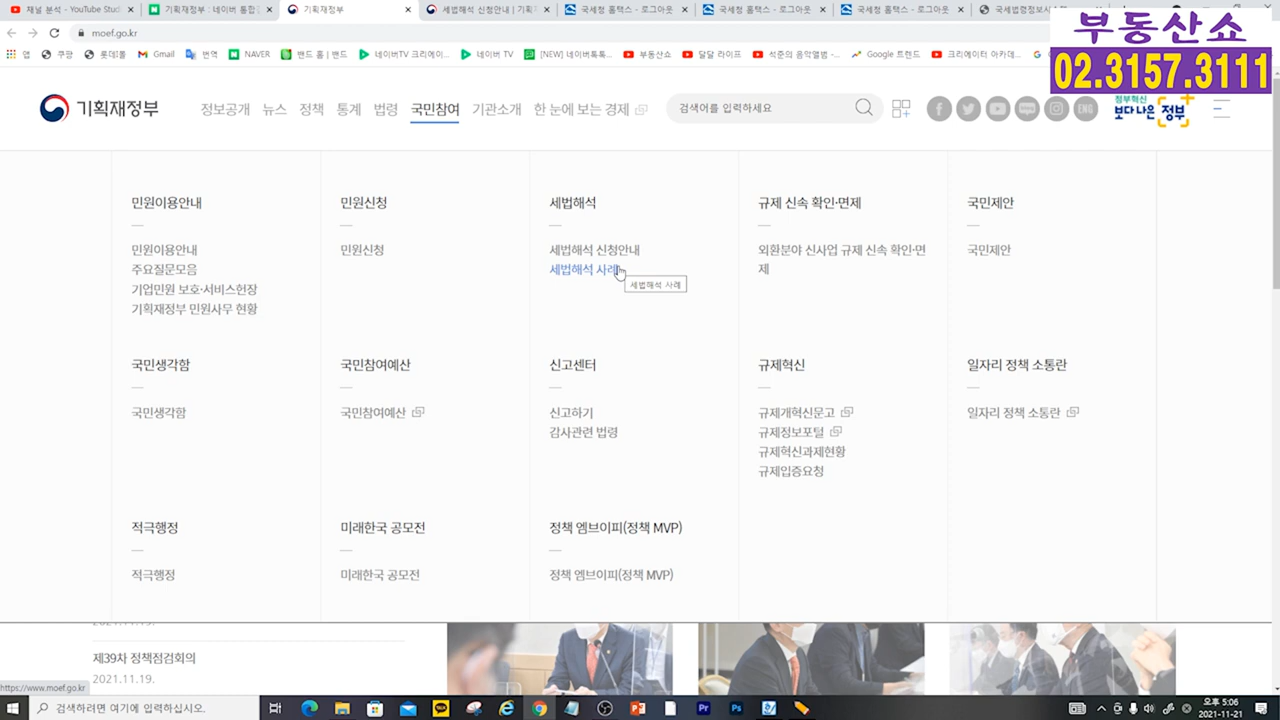 채널 분석 - YouTube Stud
기획재정부 : 네이버 통합
기획재정부
세법해석 신청안내 | 기획
국세청 홈택스 - 로그아웃
국세청 홈택스 - 로그아웃
국세청 홈택스 - 로그아웃
국세법령정보시
부동산쇼
02.3157.3111
moef.go.kr
앱
쿠팡
롯데몰
Gmail
번역
NAVER
밴드 홈 | 밴드
네이버TV 크리에이...
네이버 TV
[NEW] 네이버톡톡...
부동산쇼
달달 라이프
석준의 음악앨범 -...
Google 트렌드
크리에이터 아카데...
기획재정부
정보공개
뉴스
정책
통계
법령
국민참여
기관소개
한 눈에 보는 경제
검색어를 입력하세요
ENG
정부혁신
보다나은 정부
민원이용안내
민원신청
세법해석
규제 신속 확인·면제
국민제안
민원이용안내
주요질문모음
기업민원 보호·서비스헌장
기획재정부 민원사무 현황
민원신청
세법해석 신청안내
세법해석 사례
세법해석 사례
외환분야 신사업 규제 신속 확인·면
제
국민제안
국민생각함
국민참여예산
신고센터
규제혁신
일자리 정책 소통란
국민생각함
국민참여예산
신고하기
감사관련 법령
규제개혁신문고
규제정보포털
규제혁신과제현황
규제입증요청
일자리 정책 소통란
적극행정
미래한국 공모전
정책 엠브이피(정책 MVP)
적극행정
미래한국 공모전
정책 엠브이피(정책 MVP)
2021.11.19.
제39차 정책점검회의
2021.11.19.
https://www.moef.go.kr
검색하려면 여기에 입력하십시오.
오후 5:06
2021-11-21